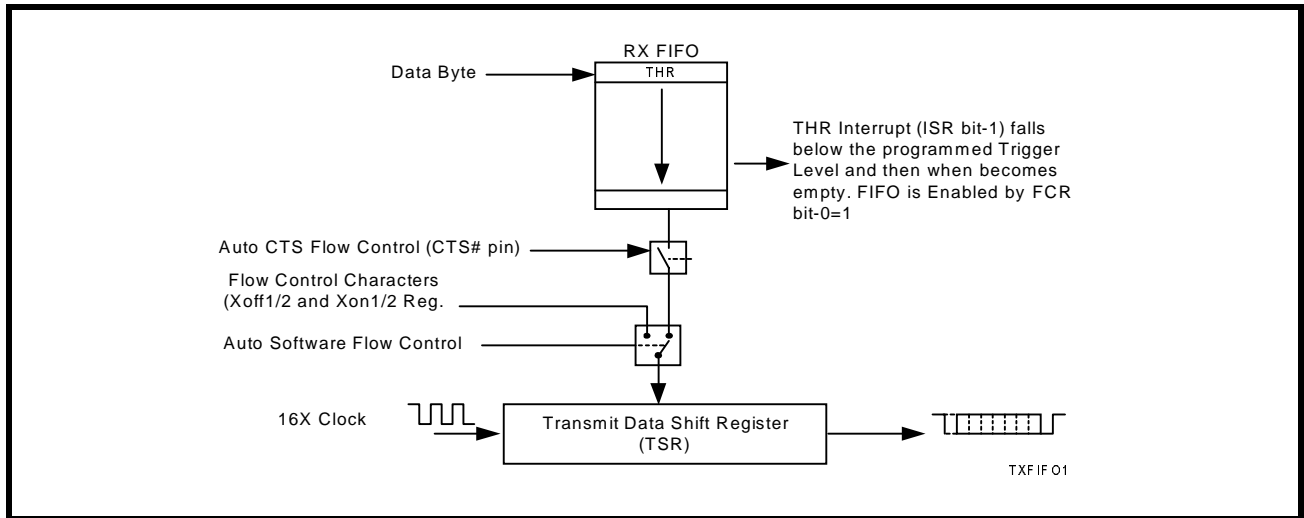 RX FIFO
Data Byte
THR
THR Interrupt (ISR bit-1) falls
below the programmed Trigger
Level and then when becomes
empty. FIFO is Enabled by FCR
bit-0=1
Auto CTS Flow Control (CTS# pin)
Flow Control Characters
(Xoff1/2 and Xon1/2 Reg.
Auto Software Flow Control
16X Clock
Transmit Data Shift Register
(TSR)
TXFIFO1